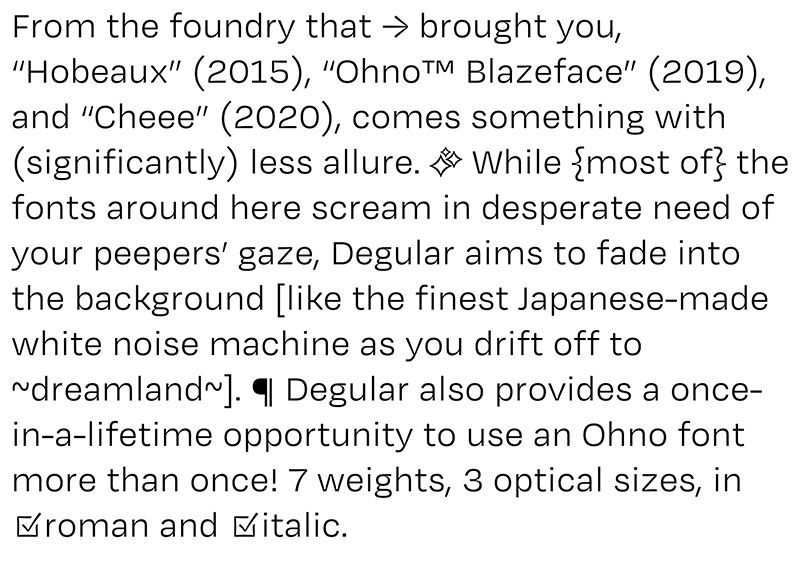 From the foundry that → brought you,
“Hobeaux” (2015), “Ohno™ Blazeface” (2019),
and “Cheee” (2020), comes something with
(significantly) less allure. ✨ While {most of} the
fonts around here scream in desperate need of
your peepers’ gaze, Degular aims to fade into
the background [like the finest Japanese-made
white noise machine as you drift off to
~dreamland~]. ¶ Degular also provides a once-
in-a-lifetime opportunity to use an Ohno font
more than once! 7 weights, 3 optical sizes, in
☑roman and ☑italic.